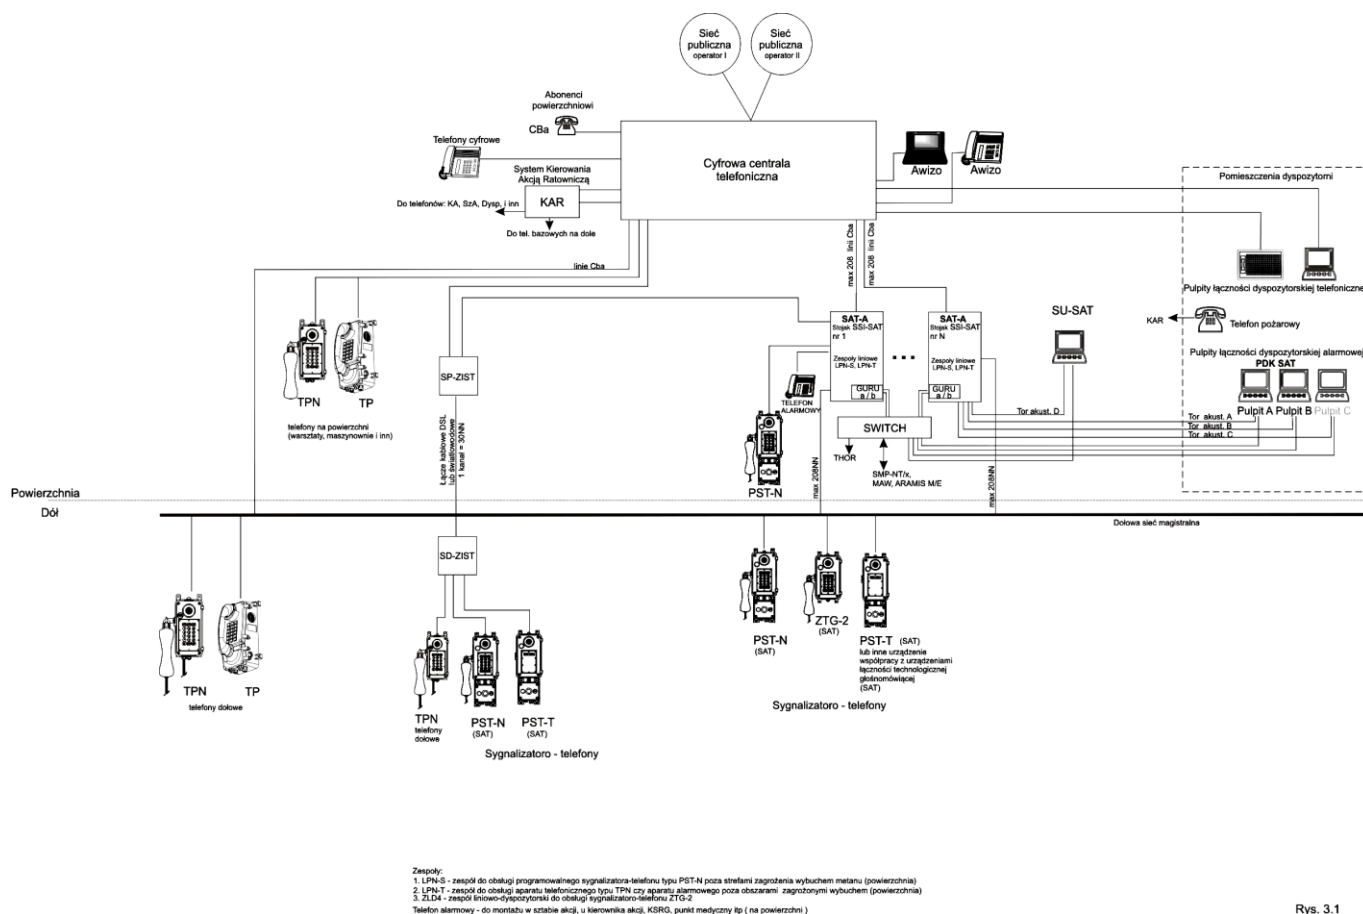 Sieć
publiczna
operator I
Sieć
publiczna
operator II
Abonenci
powierzchniowi
CBa
Telefony cyfrowe
System Kierowania
Akcją Ratowniczą
KAR
Do telefonów: KA, SzA, Dysp, i inn
Do tel. bazowych na dole
Cyfrowa centrala
telefoniczna
Awizo
Awizo
Pomieszczenia dyspozytorni
linie Cba
max 208 linii Cba
max 208 linii Cba
Pulpity łączności dyspozytorskiej telefonicznej
KAR
Telefon pożarowy
Pulpity łączności dyspozytorskiej alarmowej
PDK SAT
Pulpit A
Pulpit B
Pulpit C
SU-SAT
SAT-A
Stojak SSI-SAT
nr 1
Zespoły liniowe
LPN-S, LPN-T
GURU
a / b
SAT-A
Stojak SSI-SAT
nr N
Zespoły liniowe
LPN-S, LPN-T
GURU
a / b
Tor akust. D
Tor akust. A
Tor akust. B
Tor akust. C
TELEFON
ALARMOWY
SWITCH
THOR
SMP-NT/x,
MAW, ARAMIS M/E
max 208NN
max 208NN
PST-N
TPN
TP
telefony na powierzchni
(warsztaty, maszynownie i inn)
SP-ZIST
Łącze kablowe DSL
lub światłowodowe
1 kanał = 30NN
Powierzchnia
Dół
Dołowa sieć magistralna
SD-ZIST
TPN
TP
telefony dołowe
TPN
telefony
dołowe
PST-N
(SAT)
PST-T
(SAT)
Sygnalizatoro - telefony
PST-N
(SAT)
ZTG-2
(SAT)
PST-T (SAT)
lub inne urządzenie
współpracy z urządzeniami
łączności technologicznej
głośnomówiącej
(SAT)
Sygnalizatoro - telefony
Zespoły:
1. LPN-S - zespół do obsługi programowalnego sygnalizatora-telefonu typu PST-N poza strefami zagrożenia wybuchem metanu (powierzchnia)
2. LPN-T - zespół do obsługi aparatu telefonicznego typu TPN czy aparatu alarmowego poza obszarami zagrożonymi wybuchem (powierzchnia)
3. ZLD4 - zespół liniowo-dyspozytorski do obsługi sygnalizatoro-telefonu ZTG-2
Telefon alarmowy - do montażu w sztabie akcji, u kierownika akcji, KSRG, punkt medyczny itp ( na powierzchni )
Rys. 3.1